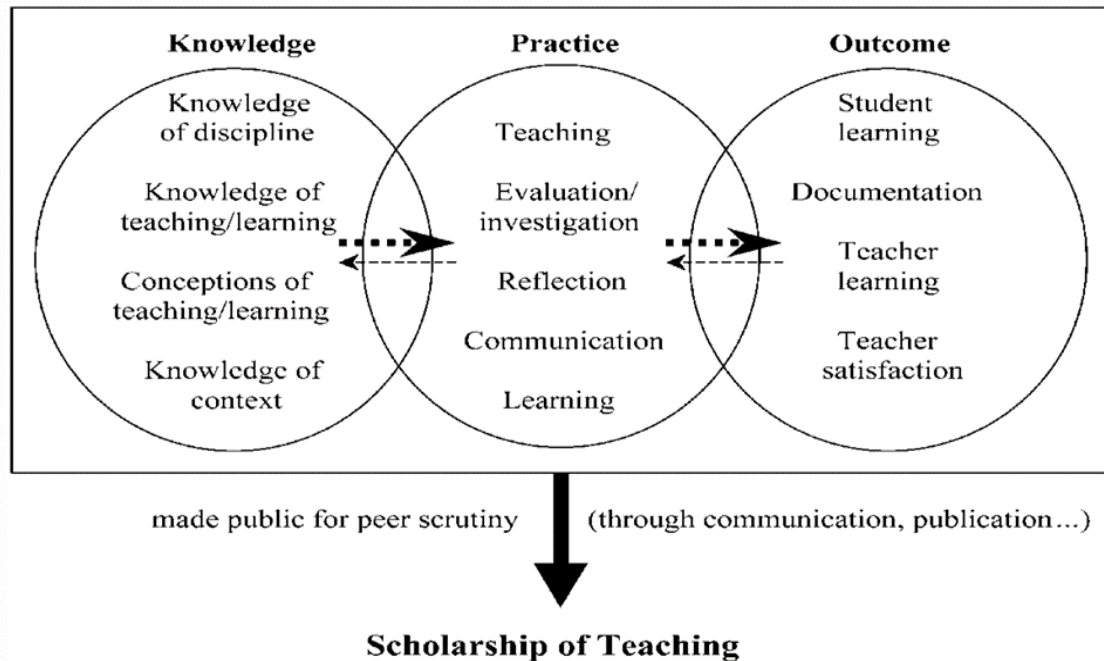 Knowledge
Knowledge
of discipline
Knowledge of
teaching/learning
Conceptions of
teaching/learning
Knowledge of
context
Practice
Teaching
Evaluation/
investigation
Reflection
Communication
Learning
Outcome
Student
learning
Documentation
Teacher
learning
Teacher
satisfaction
made public for peer scrutiny
(through communication, publication...)
Scholarship of Teaching